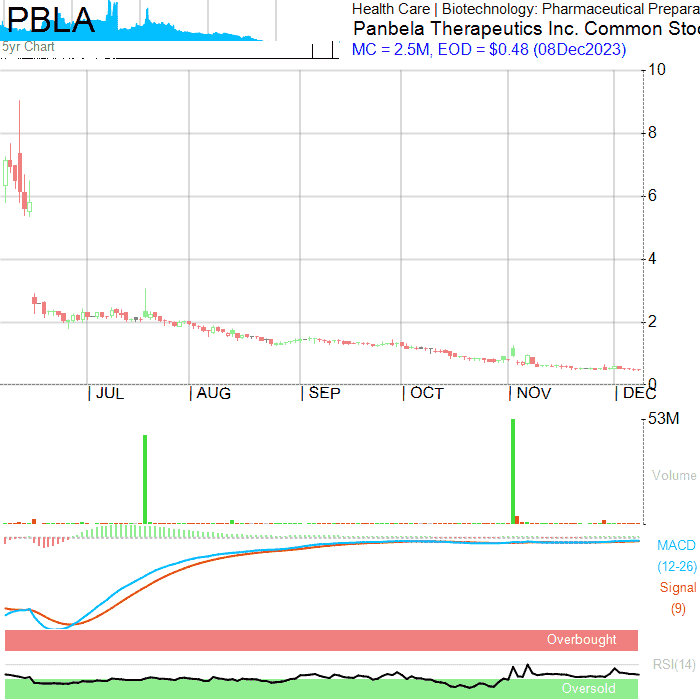 PBLA
5yr Chart
Health Care | Biotechnology: Pharmaceutical Prepara
Panbela Therapeutics Inc. Common Stoc
MC = 2.5M, EOD = $0.48 (08Dec2023)
10
8
6
4
2
0
JUL
AUG
SEP
OCT
NOV
DEC
53M
Volume
MACD
(12-26)
Signal
(9)
Overbought
RSI(14)
Oversold